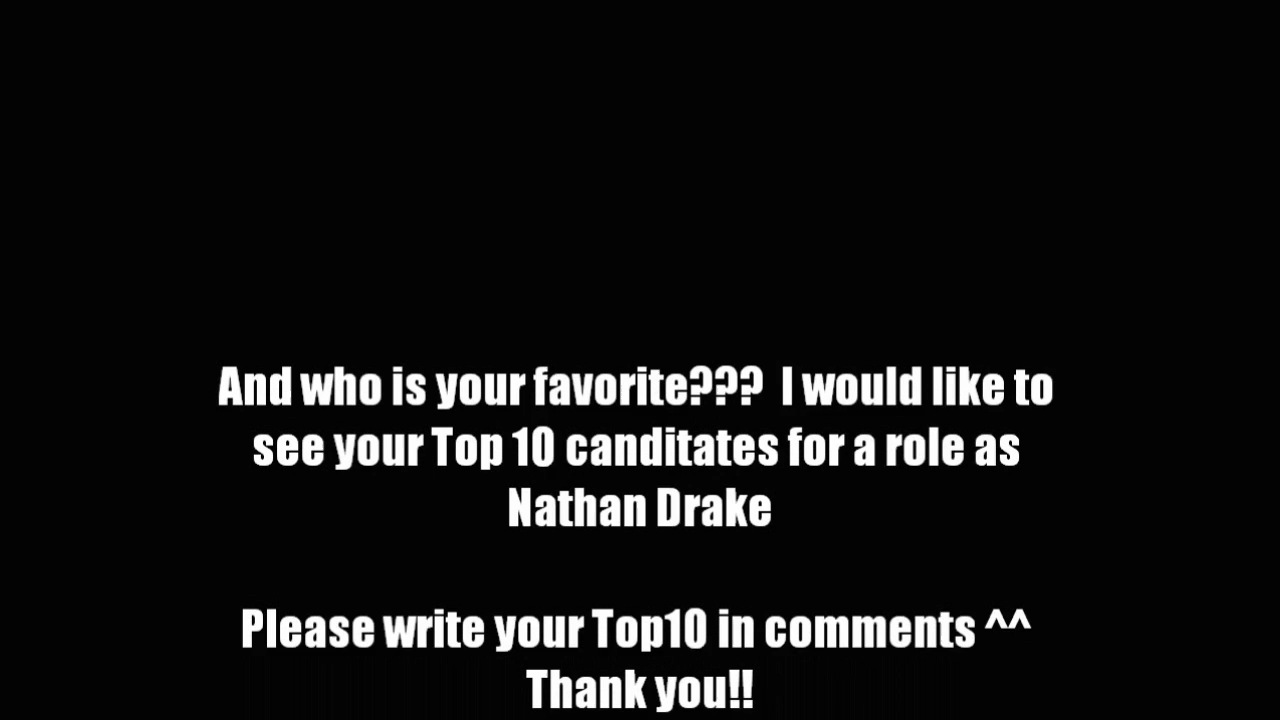 And who is your favorite???  I would like to
see your Top 10 canditates for a role as
Nathan Drake
Please write your Top10 in comments ^^
Thank you!!